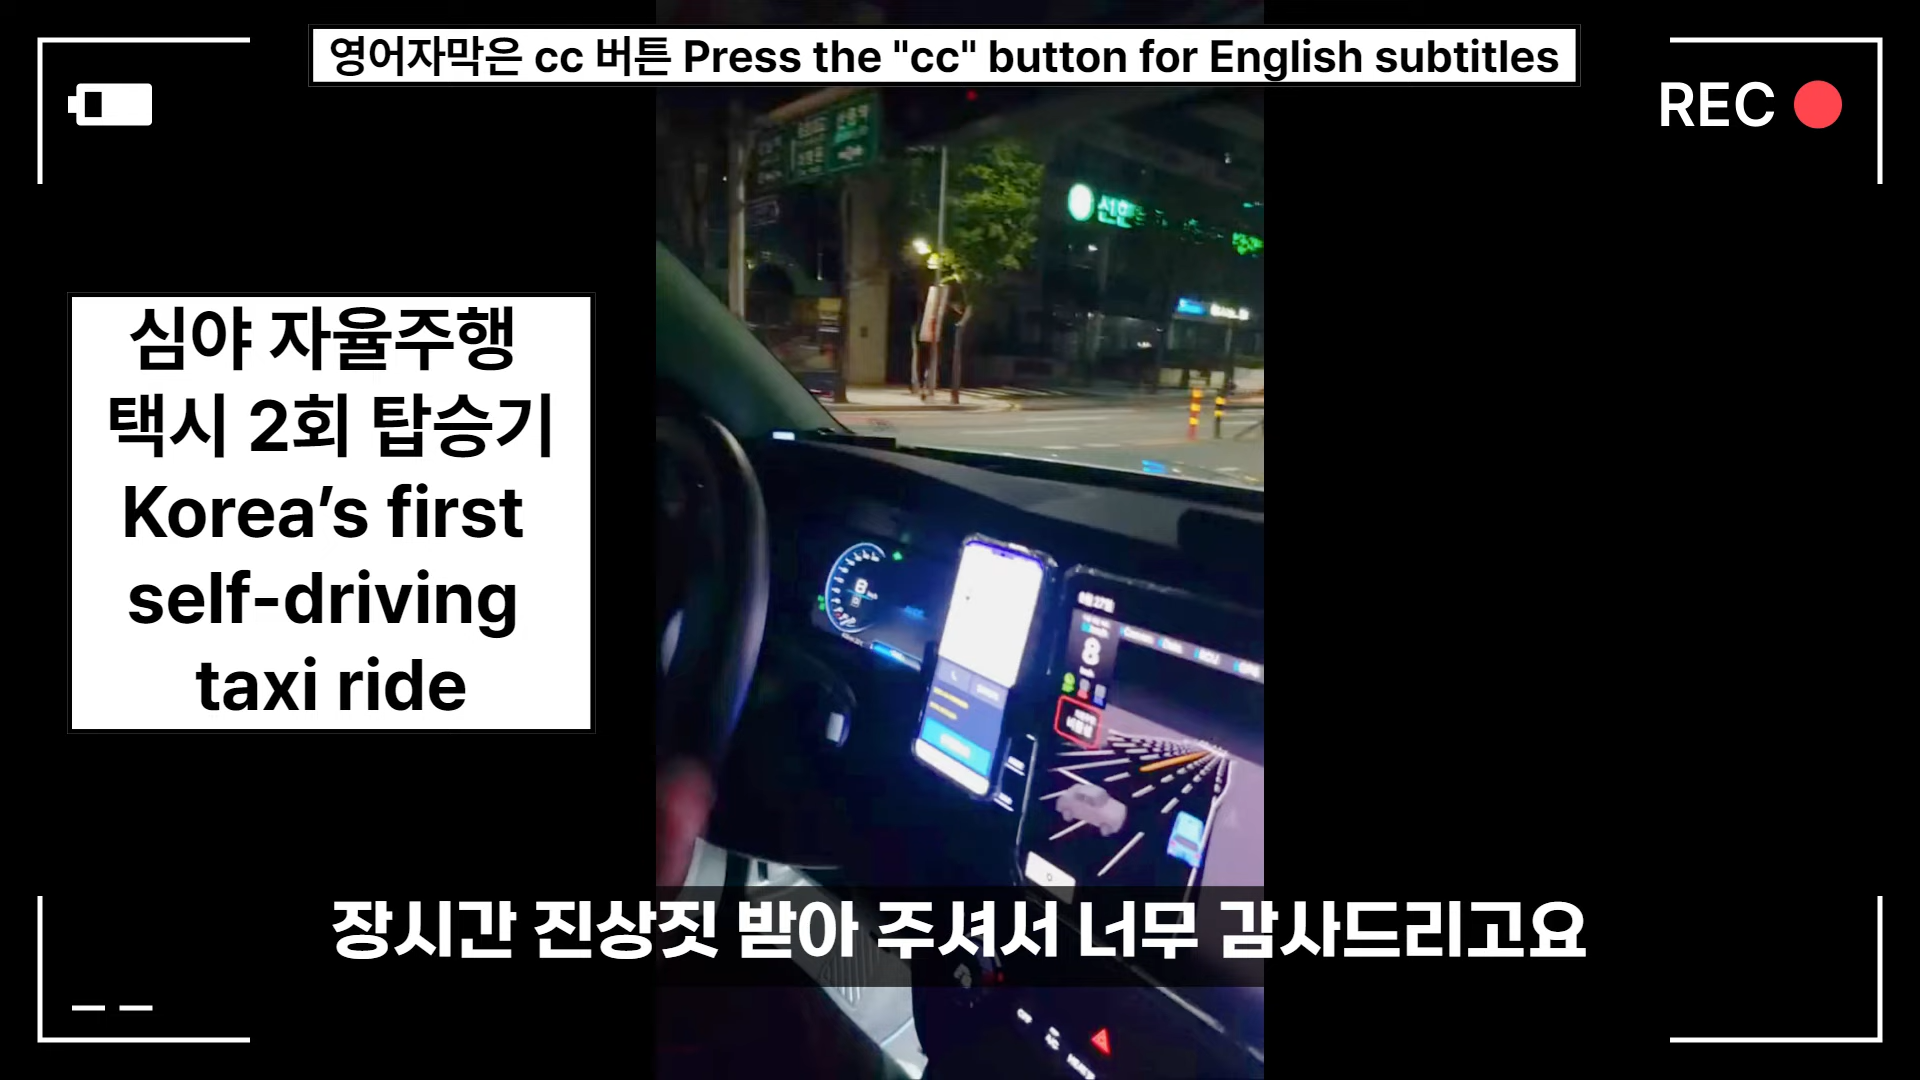 영어자막은 cc 버튼 Press the "cc" button for English subtitles
REC
심야 자율주행
택시 2회 탑승기
Korea’s first
self-driving
taxi ride
8
8
장시간 진상짓 받아 주셔서 너무 감사드리고요